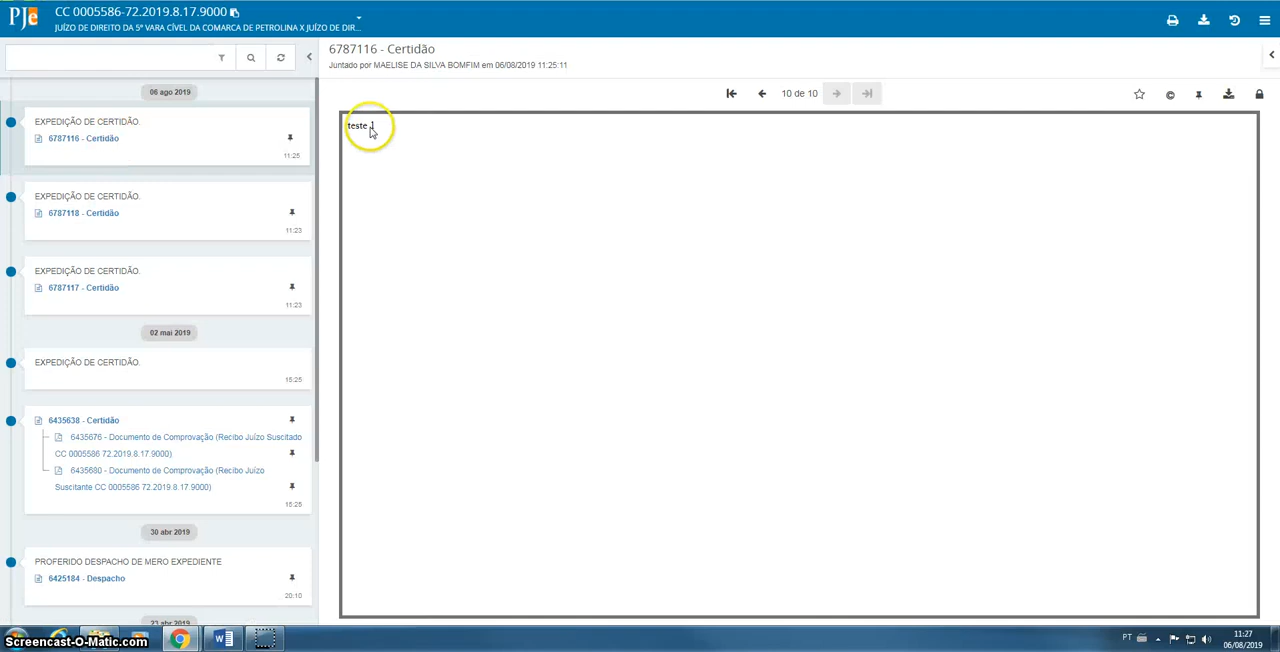 PJe
CC 0005586-72.2019.8.17.9000
JUÍZO DE DIREITO DA 5ª VARA CÍVEL DA COMARCA DE PETROLINA X JUÍZO DE DIR...
6787116 - Certidão
Juntado por MAELISE DA SILVA BOMFIM em 06/08/2019 11:25:11
10 de 10
06 ago 2019
EXPEDIÇÃO DE CERTIDÃO.
6787116 - Certidão
11:25
EXPEDIÇÃO DE CERTIDÃO.
6787118 - Certidão
11:23
EXPEDIÇÃO DE CERTIDÃO.
6787117 - Certidão
11:23
02 mai 2019
EXPEDIÇÃO DE CERTIDÃO.
15:25
6435638 - Certidão
6435676 - Documento de Comprovação (Recibo Juízo Suscitado
CC 0005586 72.2019.8.17.9000)
6435680 - Documento de Comprovação (Recibo Juízo
Suscitante CC 0005586 72.2019.8.17.9000)
15:25
30 abr 2019
PROFERIDO DESPACHO DE MERO EXPEDIENTE
6425184 - Despacho
20:10
23 abr 2019
teste 1
Screencast-O-Matic.com
PT
11:27
06/08/2019